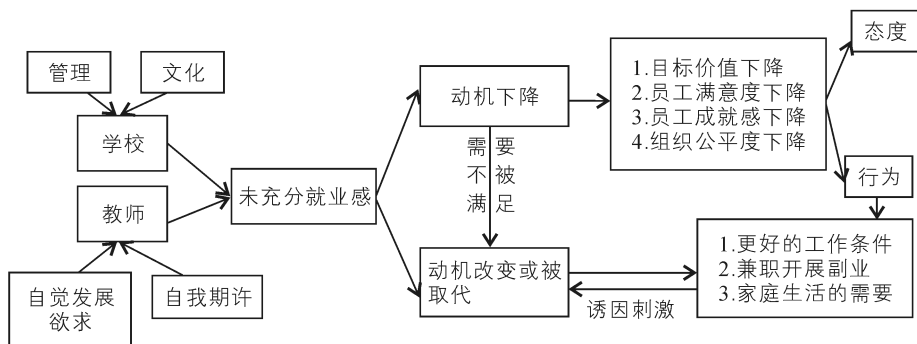 管理
文化
学校
教师
自觉发展
欲求
自我期许
未充分就业感
动机下降
需要
不被
满足
动机改变或被
取代
1.目标价值下降
2.员工满意度下降
3.员工成就感下降
4.组织公平度下降
态度
行为
1.更好的工作条件
2.兼职开展副业
3.家庭生活的需要
诱因刺激